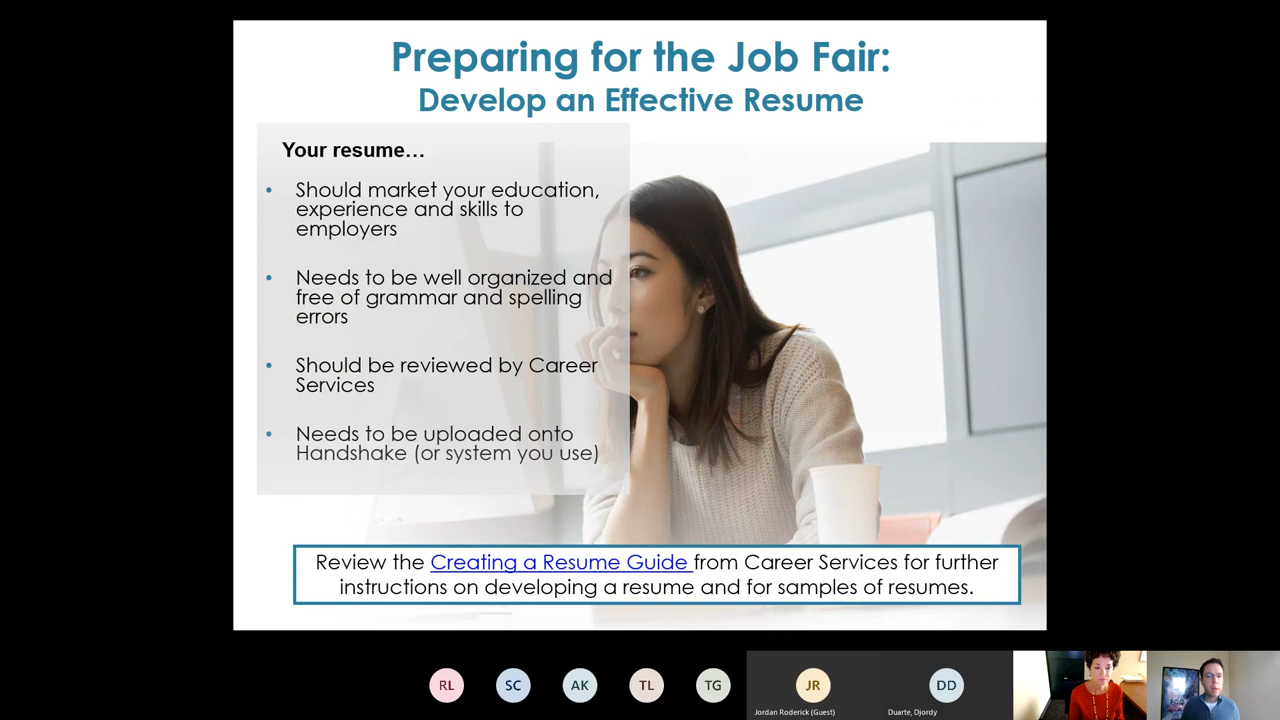 Preparing for the Job Fair:
Develop an Effective Resume
Your resume…
• Should market your education,
experience and skills to
employers
• Needs to be well organized and
free of grammar and spelling
errors
• Should be reviewed by Career
Services
• Needs to be uploaded onto
Handshake (or system you use)
Review the Creating a Resume Guide from Career Services for further
instructions on developing a resume and for samples of resumes.
RL
SC
AK
TL
TG
JR
DD
Jordan Roderick (Guest)
Duarte, Djordy